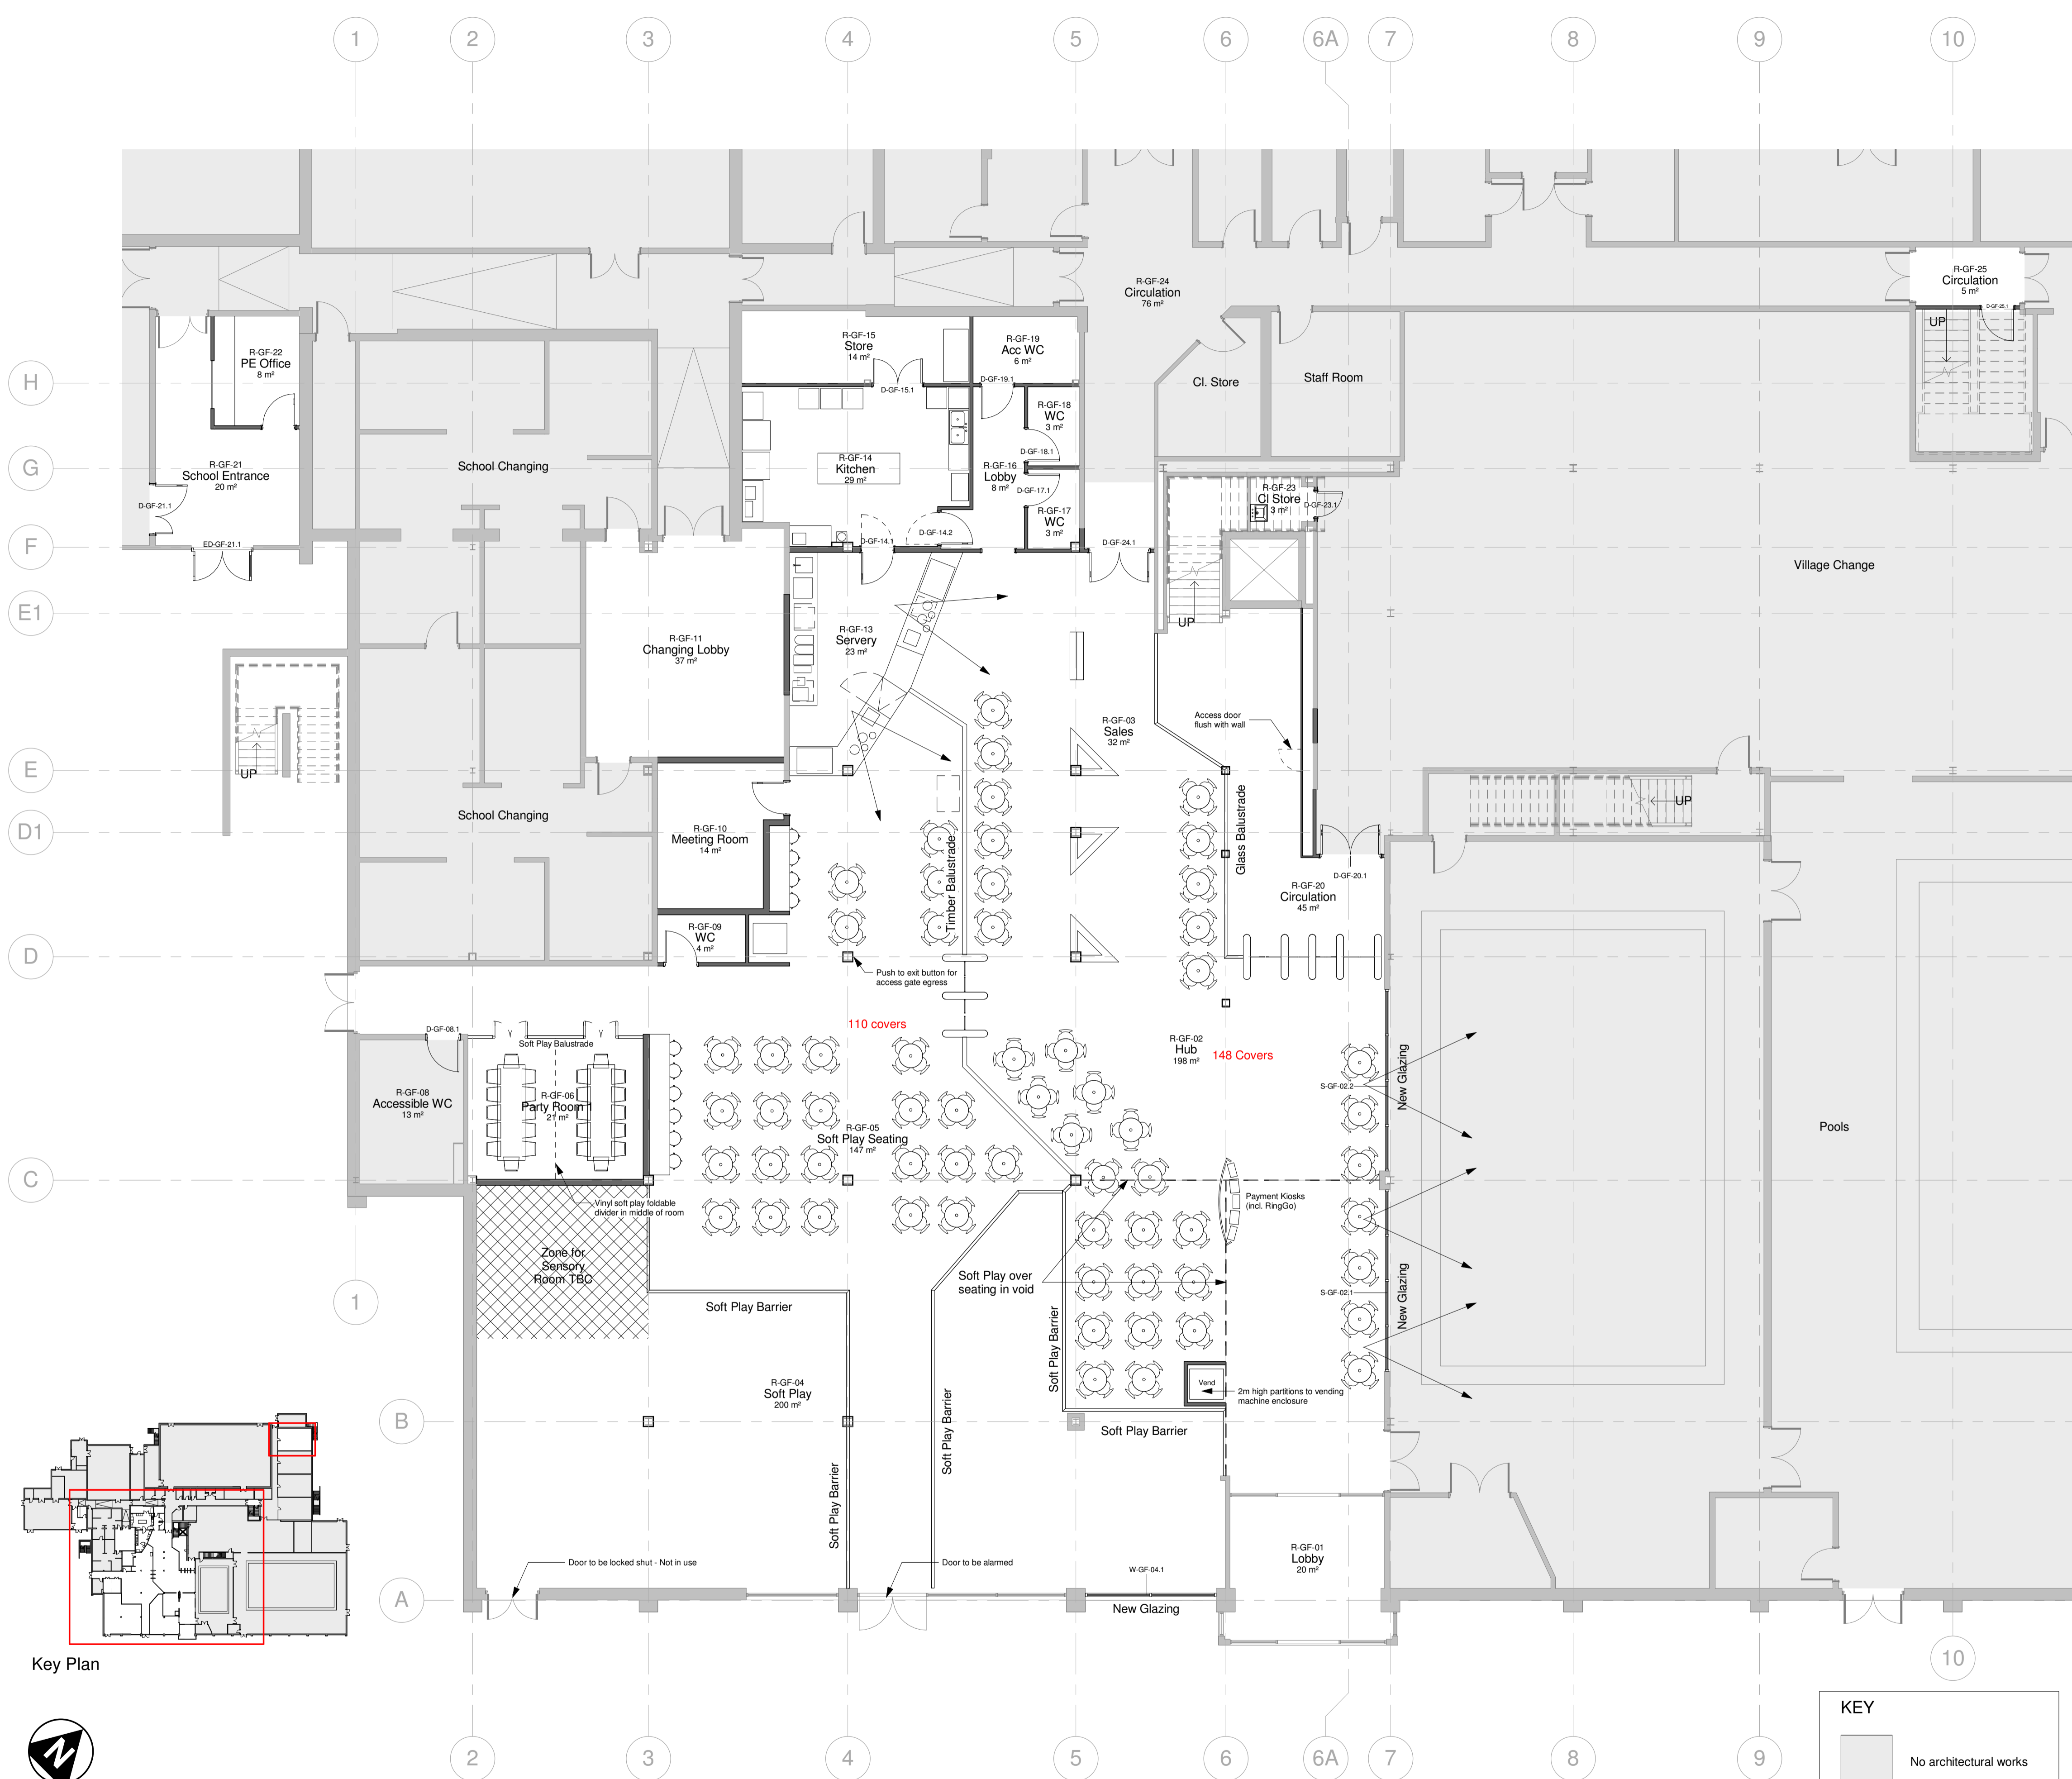 1
2
3
4
5
6
6A
7
8
9
10
R-GF-24
Circulation
76 m²
R-GF-25
Circulation
5 m²
D-GF-25.1
UP
R-GF-22
PE Office
8 m²
R-GF-15
Store
14 m²
D-GF-15.1
R-GF-19
Acc WC
6 m²
D-GF-19.1
H
Cl. Store
Staff Room
R-GF-18
WC
3 m²
D-GF-18.1
G
R-GF-21
School Entrance
20 m²
D-GF-21.1
ED-GF-21.1
School Changing
R-GF-14
Kitchen
29 m²
R-GF-16
Lobby
8 m²
D-GF-17.1
R-GF-17
WC
3 m²
R-GF-23
Cl Store
3 m²
D-GF-23.1
F
D-GF-14.1
D-GF-14.2
D-GF-24.1
Village Change
E1
R-GF-11
Changing Lobby
37 m²
R-GF-13
Servery
23 m²
UP
R-GF-03
Sales
32 m²
Access door
flush with wall
E
UP
UP
D1
School Changing
R-GF-10
Meeting Room
14 m²
Timber Balustrade
Glass Balustrade
D-GF-20.1
R-GF-20
Circulation
45 m²
D
R-GF-09
WC
4 m²
Push to exit button for
access gate egress
110 covers
D-GF-08.1
Soft Play Balustrade
R-GF-02
Hub
198 m²
148 Covers
New Glazing
S-GF-02.2
R-GF-08
Accessible WC
13 m²
R-GF-06
Party Room 1
21 m²
R-GF-05
Soft Play Seating
147 m²
Pools
C
Vinyl soft play foldable
divider in middle of room
Payment Kiosks
(incl. RingGo)
Zone for
Sensory
Room TBC
Soft Play over
seating in void
S-GF-02.1
New Glazing
1
Soft Play Barrier
Soft Play Barrier
R-GF-04
Soft Play
200 m²
Vend
2m high partitions to vending
machine enclosure
B
Soft Play Barrier
Soft Play Barrier
Soft Play Barrier
R-GF-01
Lobby
20 m²
Door to be locked shut - Not in use
Door to be alarmed
W-GF-04.1
A
New Glazing
Key Plan
10
KEY
No architectural works
N
2
3
4
5
6
6A
7
8
9